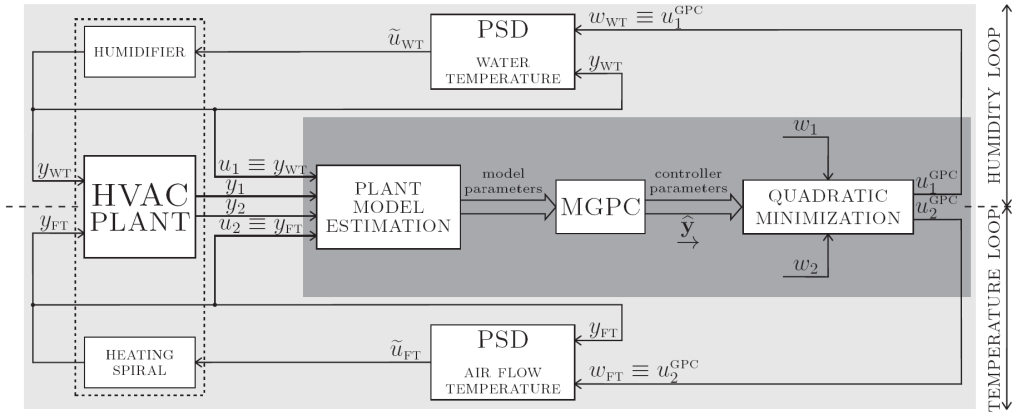 HUMIDIFIER
ũ_WT
PSD
WATER
TEMPERATURE
w_WT ≡ u_1^GPC
y_WT
HUMIDITY LOOP
y_WT
HVAC
PLANT
y_FT
u_1 ≡ y_WT
y_1
y_2
u_2 ≡ y_FT
PLANT
MODEL
ESTIMATION
model
parameters
MGPC
controller
parameters
ŷ
w_1
QUADRATIC
MINIMIZATION
w_2
u_1^GPC
u_2^GPC
TEMPERATURE LOOP
HEATING
SPIRAL
ũ_FT
PSD
AIR FLOW
TEMPERATURE
y_FT
w_FT ≡ u_2^GPC